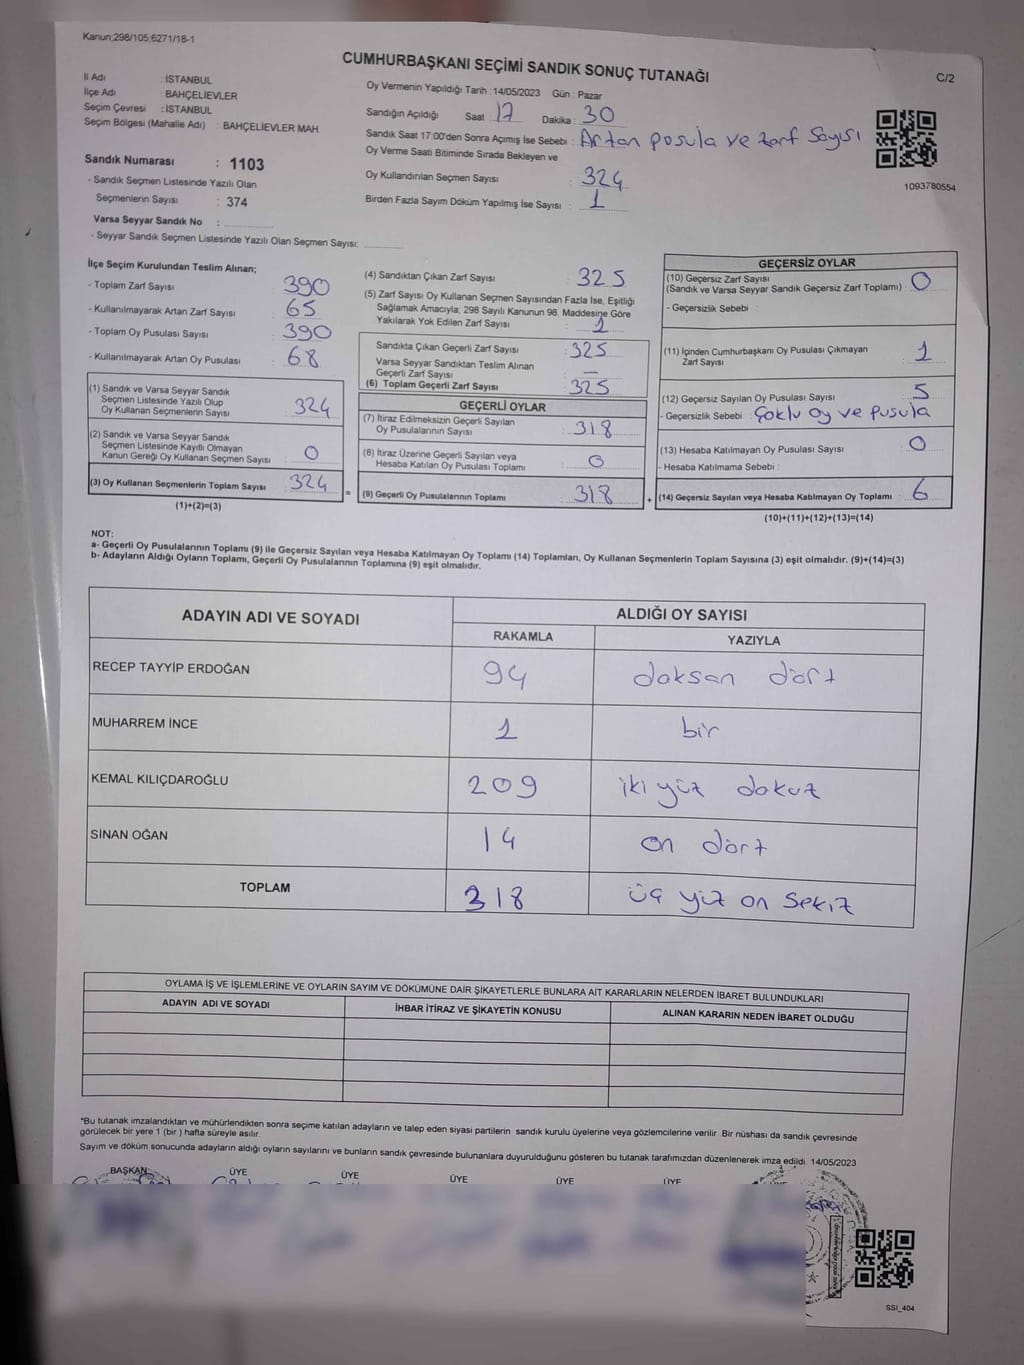 Kanun;298/105;6271/18-1
CUMHURBAŞKANI SEÇİMİ SANDIK SONUÇ TUTANAĞI
C/2
İl Adı : İSTANBUL
İlçe Adı : BAHÇELİEVLER
Seçim Çevresi : İSTANBUL
Seçim Bölgesi (Mahalle Adı) : BAHÇELİEVLER MAH.
Sandık Numarası : 1103
- Sandık Seçmen Listesinde Yazılı Olan
Seçmenlerin Sayısı : 374
Varsa Seyyar Sandık No :
- Seyyar Sandık Seçmen Listesinde Yazılı Olan Seçmen Sayısı:
Oy Vermenin Yapıldığı Tarih :14/05/2023 Gün : Pazar
Sandığın Açıldığı Saat 17 Dakika : 30
Sandık Saat 17:00'den Sonra Açımış İse Sebebi : Artan posula ve zarf sayısı
Oy Verme Saati Bitiminde Sırada Bekleyen ve
Oy Kullandırılan Seçmen Sayısı : 324
Birden Fazla Sayım Döküm Yapılmış İse Sayısı : 1
1093780554
İlçe Seçim Kurulundan Teslim Alınan;
- Toplam Zarf Sayısı : 390
- Kullanılmayarak Artan Zarf Sayısı : 65
- Toplam Oy Pusulası Sayısı : 390
- Kullanılmayarak Artan Oy Pusulası : 68
(1) Sandık ve Varsa Seyyar Sandık
Seçmen Listesinde Yazılı Olup
Oy Kullanan Seçmenlerin Sayısı : 324
(2) Sandık ve Varsa Seyyar Sandık
Seçmen Listesinde Kayıtlı Olmayan
Kanun Gereği Oy Kullanan Seçmen Sayısı : 0
(3) Oy Kullanan Seçmenlerin Toplam Sayısı : 324
(1)+(2)=(3)
(4) Sandıktan Çıkan Zarf Sayısı : 325
(5) Zarf Sayısı Oy Kullanan Seçmen Sayısından Fazla İse, Eşitliği
Sağlamak Amacıyla; 298 Sayılı Kanunun 98. Maddesine Göre
Yakılarak Yok Edilen Zarf Sayısı : 1
Sandıkta Çıkan Geçerli Zarf Sayısı : 325
Varsa Seyyar Sandıktan Teslim Alınan
Geçerli Zarf Sayısı : —
(6) Toplam Geçerli Zarf Sayısı : 325
GEÇERLİ OYLAR
(7) İtiraz Edilmeksizin Geçerli Sayılan
Oy Pusulalarının Sayısı : 318
(8) İtiraz Üzerine Geçerli Sayılan veya
Hesaba Katılan Oy Pusulası Toplamı : 0
= (9) Geçerli Oy Pusulalarının Toplamı : 318 +
GEÇERSİZ OYLAR
(10) Geçersiz Zarf Sayısı
(Sandık ve Varsa Seyyar Sandık Geçersiz Zarf Toplamı) : 0
- Geçersizlik Sebebi :
(11) İçinden Cumhurbaşkanı Oy Pusulası Çıkmayan
Zarf Sayısı : 1
(12) Geçersiz Sayılan Oy Pusulası Sayısı : 5
- Geçersizlik Sebebi : Çoklu oy ve pusula
(13) Hesaba Katılmayan Oy Pusulası Sayısı : 0
- Hesaba Katılmama Sebebi :
(14) Geçersiz Sayılan veya Hesaba Katılmayan Oy Toplamı : 6
(10)+(11)+(12)+(13)=(14)
NOT:
a- Geçerli Oy Pusulalarının Toplamı (9) ile Geçersiz Sayılan veya Hesaba Katılmayan Oy Toplamı (14) Toplamları, Oy Kullanan Seçmenlerin Toplam Sayısına (3) eşit olmalıdır. (9)+(14)=(3)
b- Adayların Aldığı Oyların Toplamı, Geçerli Oy Pusulalarının Toplamına (9) eşit olmalıdır.
ADAYIN ADI VE SOYADI ALDIĞI OY SAYISI
RAKAMLA YAZIYLA
RECEP TAYYİP ERDOĞAN 94 doksan dört
MUHARREM İNCE 1 bir
KEMAL KILIÇDAROĞLU 209 iki yüz dokuz
SİNAN OĞAN 14 on dört
TOPLAM 318 üç yüz on sekiz
OYLAMA İŞ VE İŞLEMLERİNE VE OYLARIN SAYIM VE DÖKÜMÜNE DAİR ŞİKAYETLERLE BUNLARA AİT KARARLARIN NELERDEN İBARET BULUNDUKLARI
ADAYIN ADI VE SOYADI İHBAR İTİRAZ VE ŞİKAYETİN KONUSU ALINAN KARARIN NEDEN İBARET OLDUĞU
*Bu tutanak imzalandıktan ve mühürlendikten sonra seçime katılan adayların ve talep eden siyasi partilerin sandık kurulu üyelerine veya gözlemcilerine verilir .Bir nüshası da sandık çevresinde
görülecek bir yere 1 (bir ) hafta süreyle asılır.
Sayım ve döküm sonucunda adayların aldığı oyların sayılarını ve bunların sandık çevresinde bulunanlara duyurulduğunu gösteren bu tutanak tarafımızdan düzenlenerek imza edildi. 14/05/2023
BAŞKAN ÜYE ÜYE ÜYE ÜYE ÜYE
SSI_404